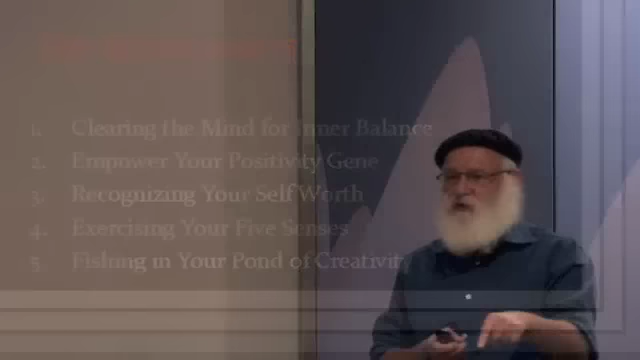 1. Clearing the Mind for Inner Balance
2. Empower Your Positivity Gene
3. Recognizing Your Self Worth
4. Exercising Your Five Senses
5. Fishing in Your Pond of Creativity